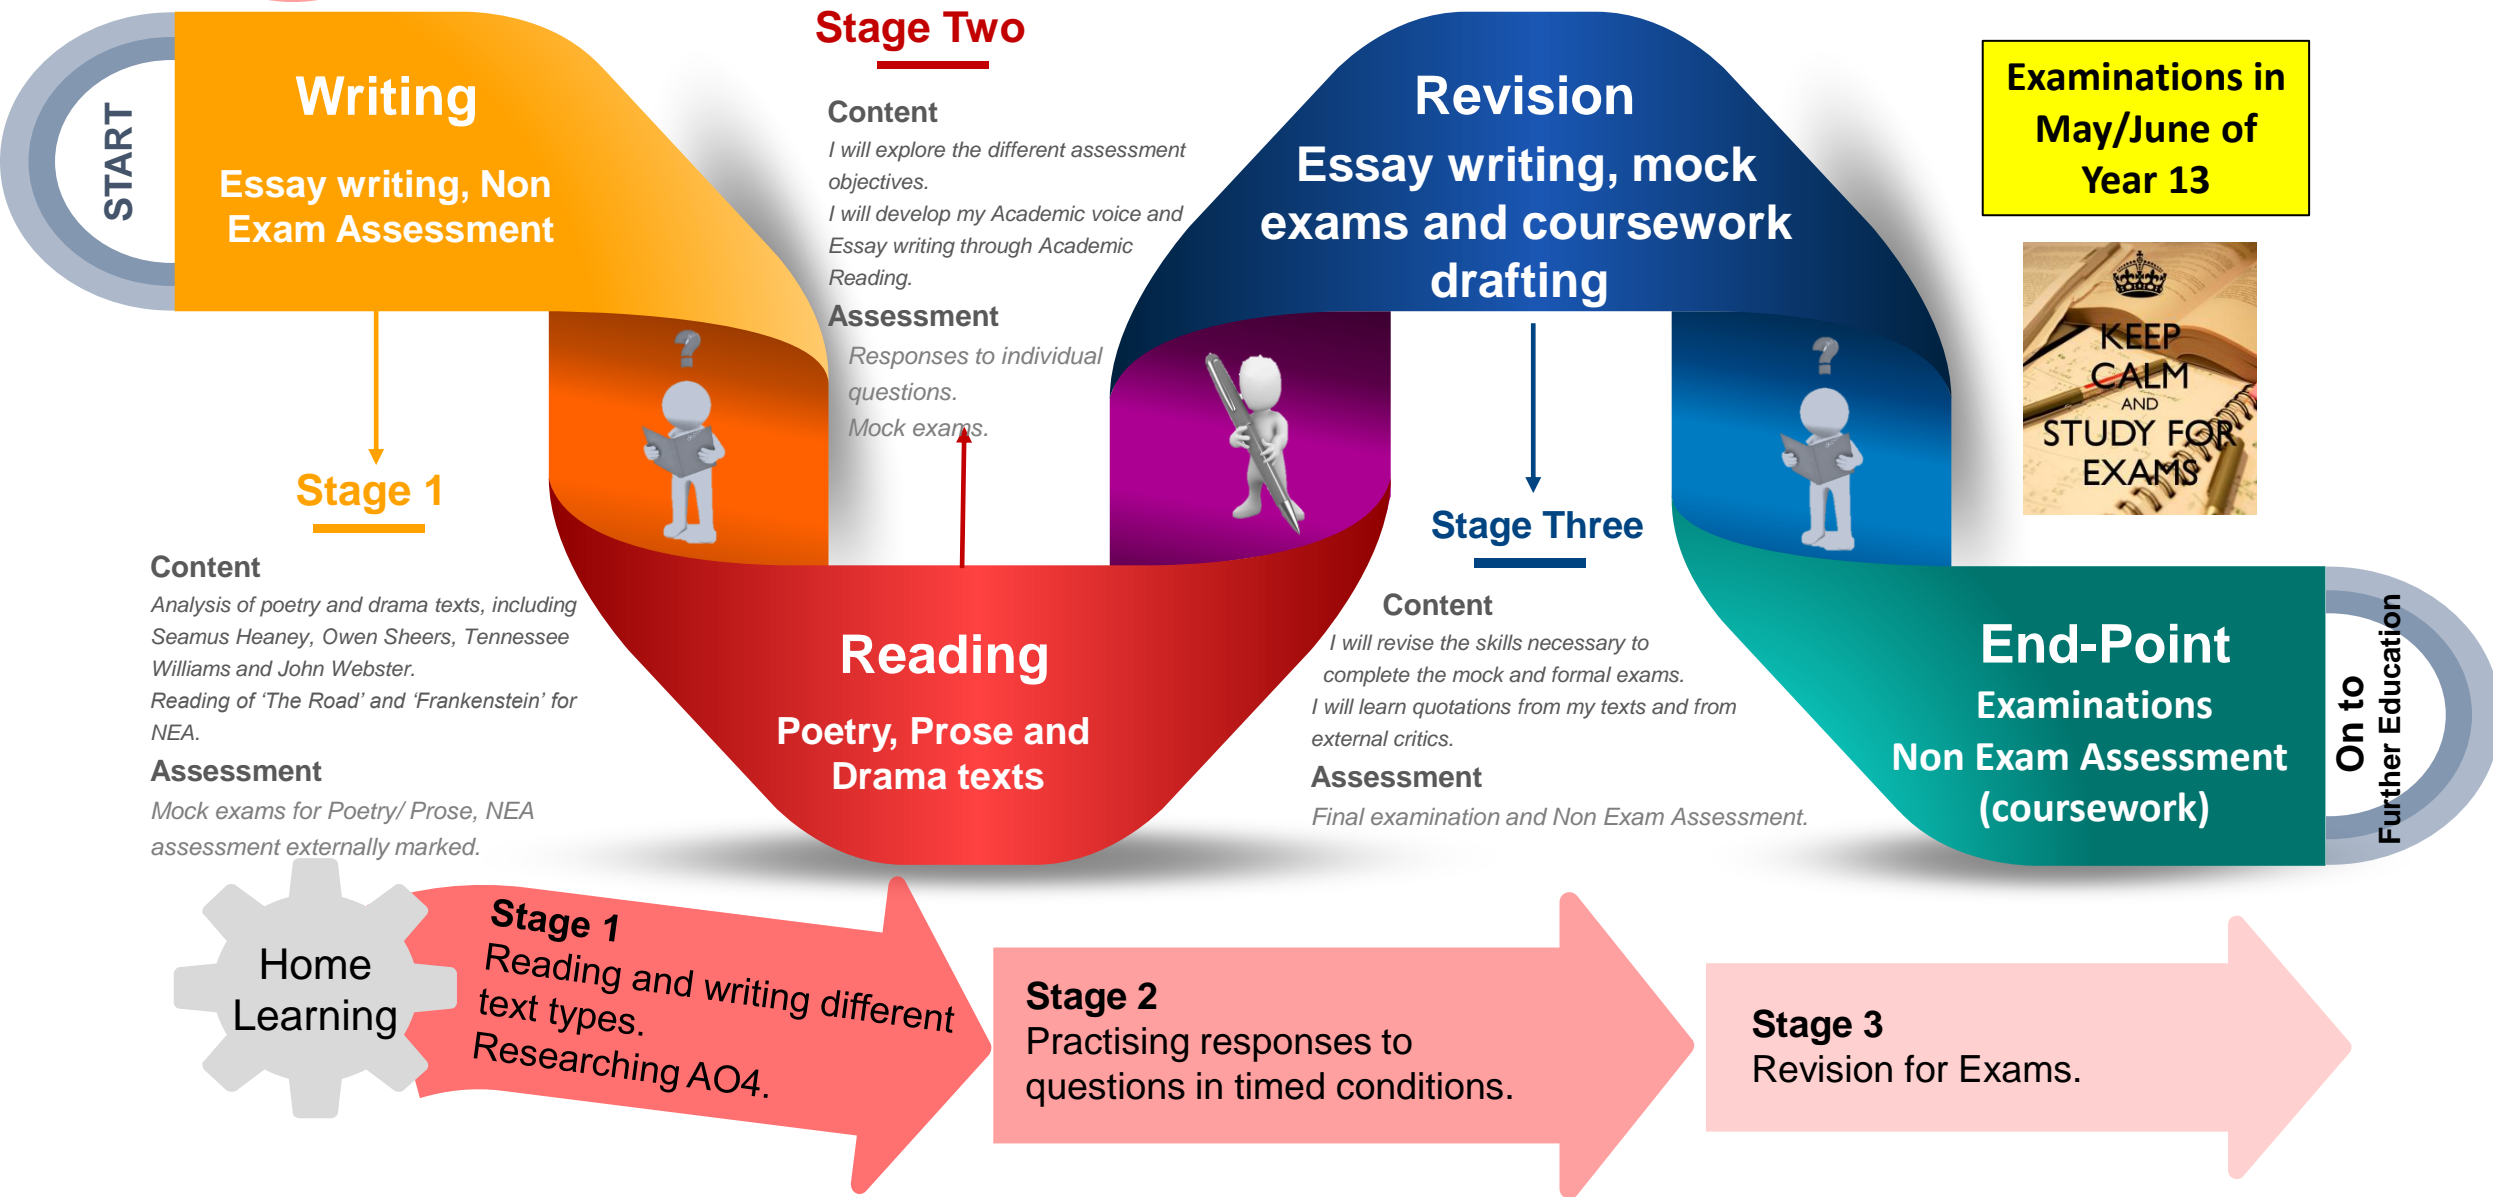 START
Writing
Essay writing, Non
Exam Assessment
Stage 1
Content
Analysis of poetry and drama texts, including
Seamus Heaney, Owen Sheers, Tennessee
Williams and John Webster.
Reading of ‘The Road’ and ‘Frankenstein’ for
NEA.
Assessment
Mock exams for Poetry/ Prose, NEA
assessment externally marked.
Stage Two
Content
I will explore the different assessment
objectives.
I will develop my Academic voice and
Essay writing through Academic
Reading.
Assessment
Responses to individual
questions.
Mock exams.
Reading
Poetry, Prose and
Drama texts
Revision
Essay writing, mock
exams and coursework
drafting
Stage Three
Content
I will revise the skills necessary to
complete the mock and formal exams.
I will learn quotations from my texts and from
external critics.
Assessment
Final examination and Non Exam Assessment.
Examinations in
May/June of
Year 13
KEEP
CALM
AND
STUDY FOR
EXAMS
End-Point
Examinations
Non Exam Assessment
(coursework)
On to
Further Education
Home
Learning
Stage 1
Reading and writing different
text types.
Researching AO4.
Stage 2
Practising responses to
questions in timed conditions.
Stage 3
Revision for Exams.